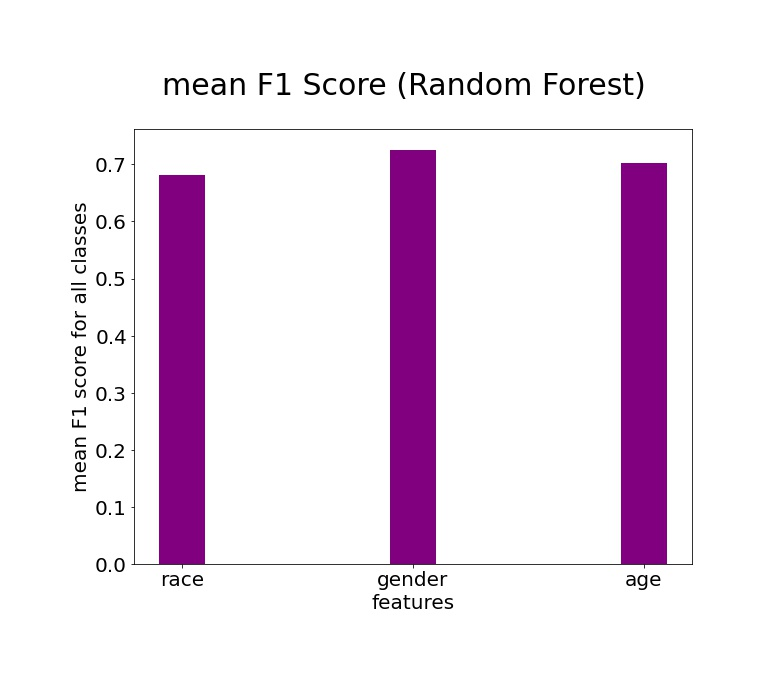 mean F1 Score (Random Forest)
mean F1 score for all classes
0.7
0.6
0.5
0.4
0.3
0.2
0.1
0.0
race gender age
features